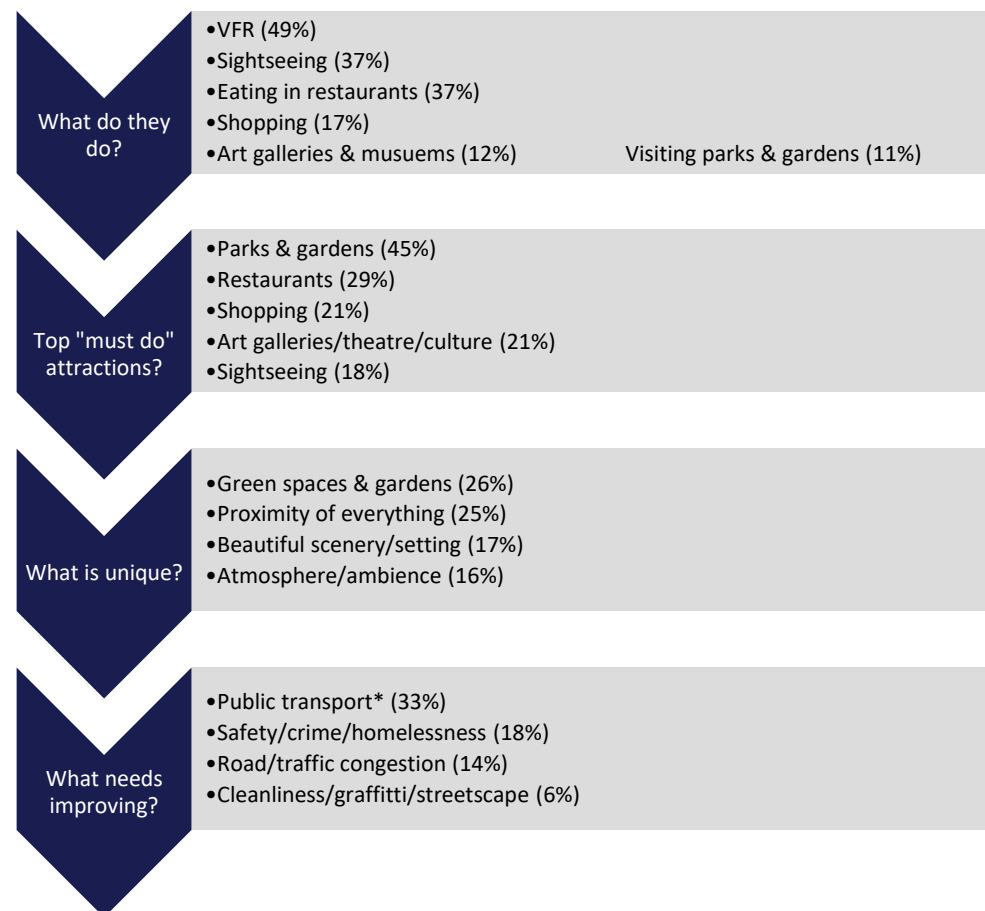 What do they
do?
•VFR (49%)
•Sightseeing (37%)
•Eating in restaurants (37%)
•Shopping (17%)
•Art galleries & musuems (12%) Visiting parks & gardens (11%)
Top "must do"
attractions?
•Parks & gardens (45%)
•Restaurants (29%)
•Shopping (21%)
•Art galleries/theatre/culture (21%)
•Sightseeing (18%)
What is unique?
•Green spaces & gardens (26%)
•Proximity of everything (25%)
•Beautiful scenery/setting (17%)
•Atmosphere/ambience (16%)
What needs
improving?
•Public transport* (33%)
•Safety/crime/homelessness (18%)
•Road/traffic congestion (14%)
•Cleanliness/graffitti/streetscape (6%)